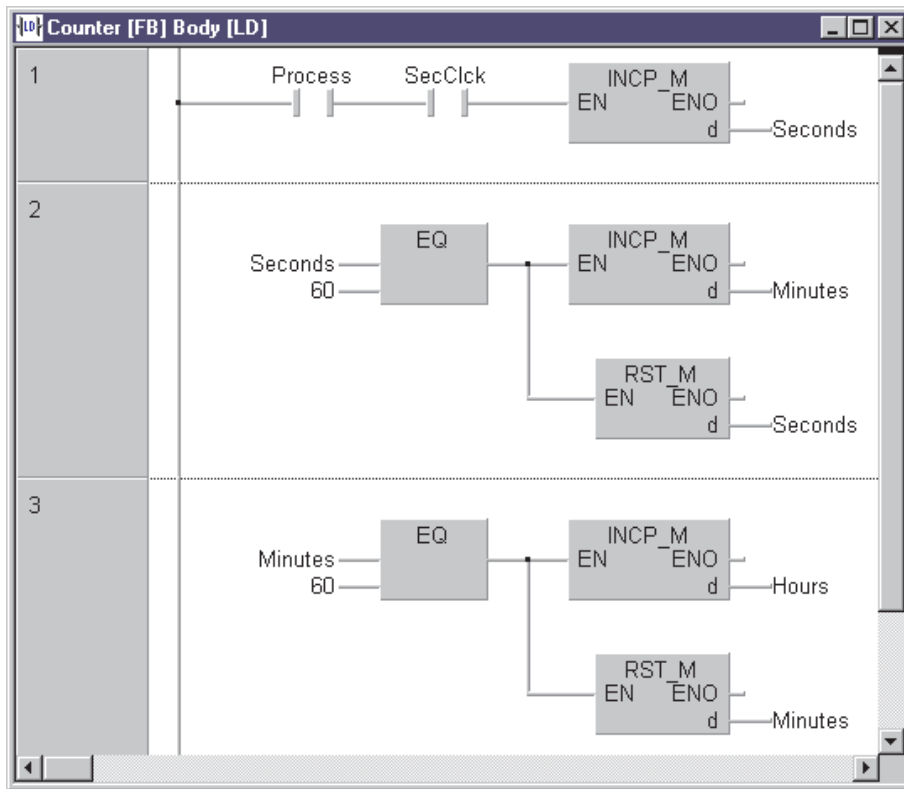 LD Counter [FB] Body [LD]
1
Process SecClck INCP_M
EN ENO
d Seconds
2
EQ INCP_M
Seconds EN ENO
60 d Minutes
RST_M
EN ENO
d Seconds
3
EQ INCP_M
Minutes EN ENO
60 d Hours
RST_M
EN ENO
d Minutes